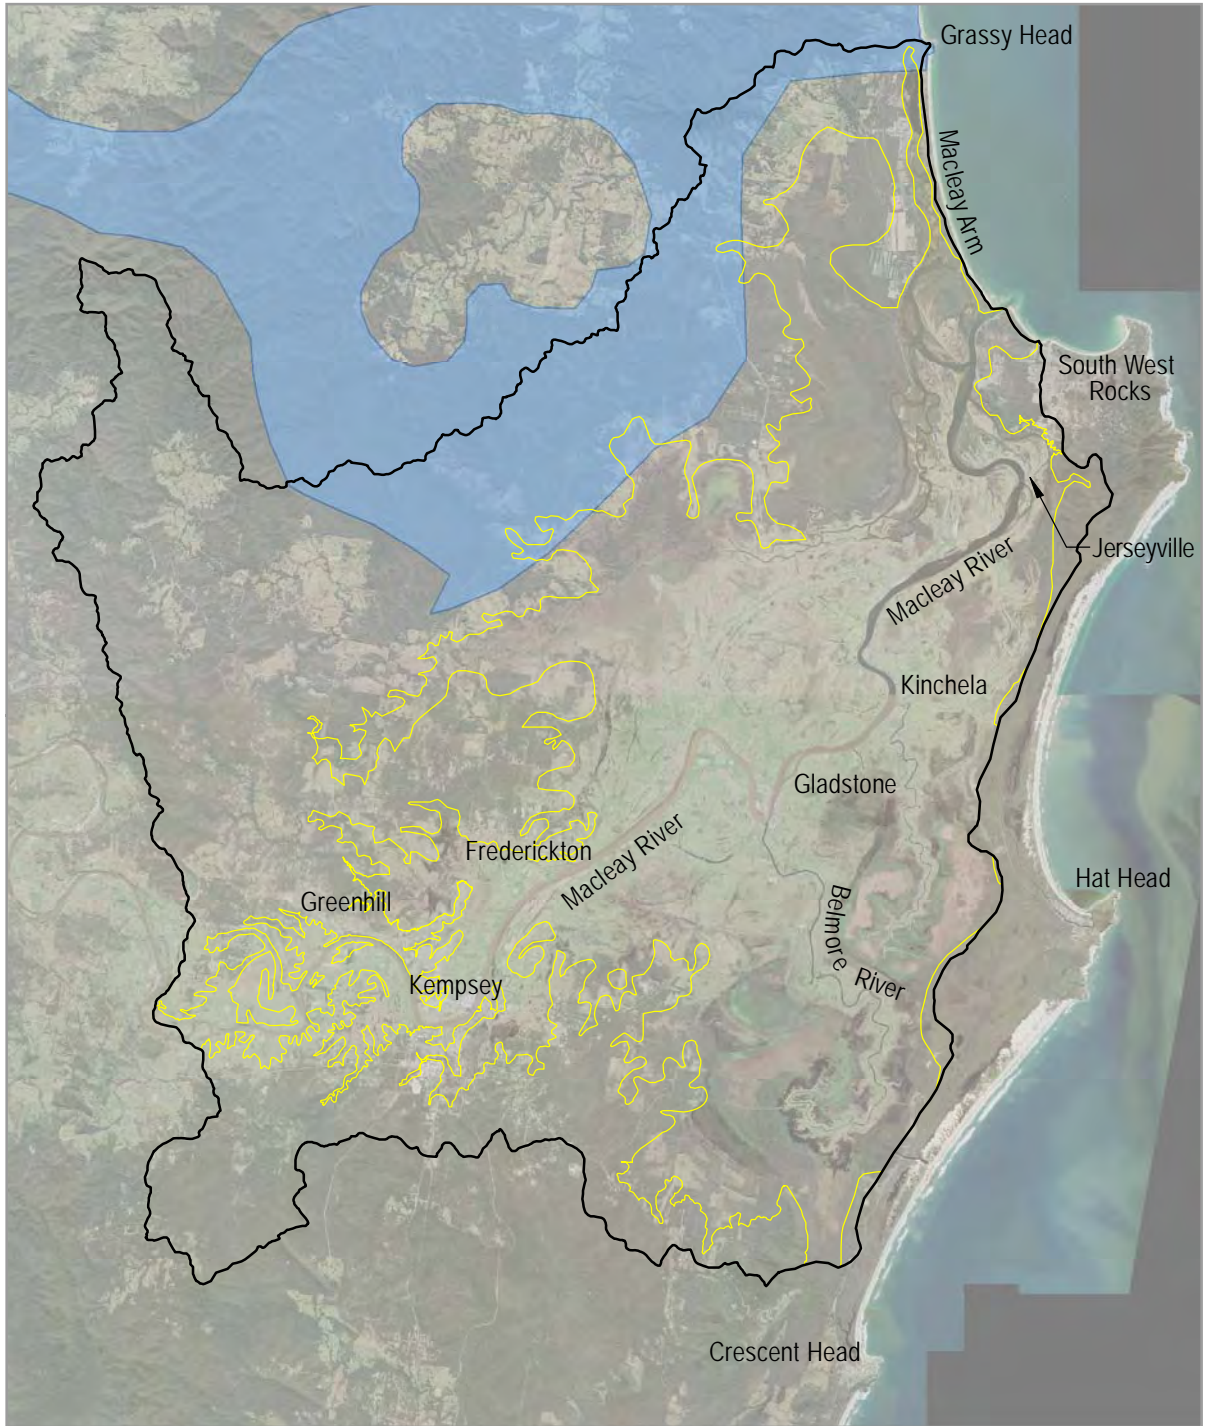 Grassy Head
Macleay Arm
South West
Rocks
Jerseyville
Macleay River
Kinchela
Gladstone
Macleay River
Frederickton
Hat Head
Greenhill
Belmore
River
Kempsey
Crescent Head